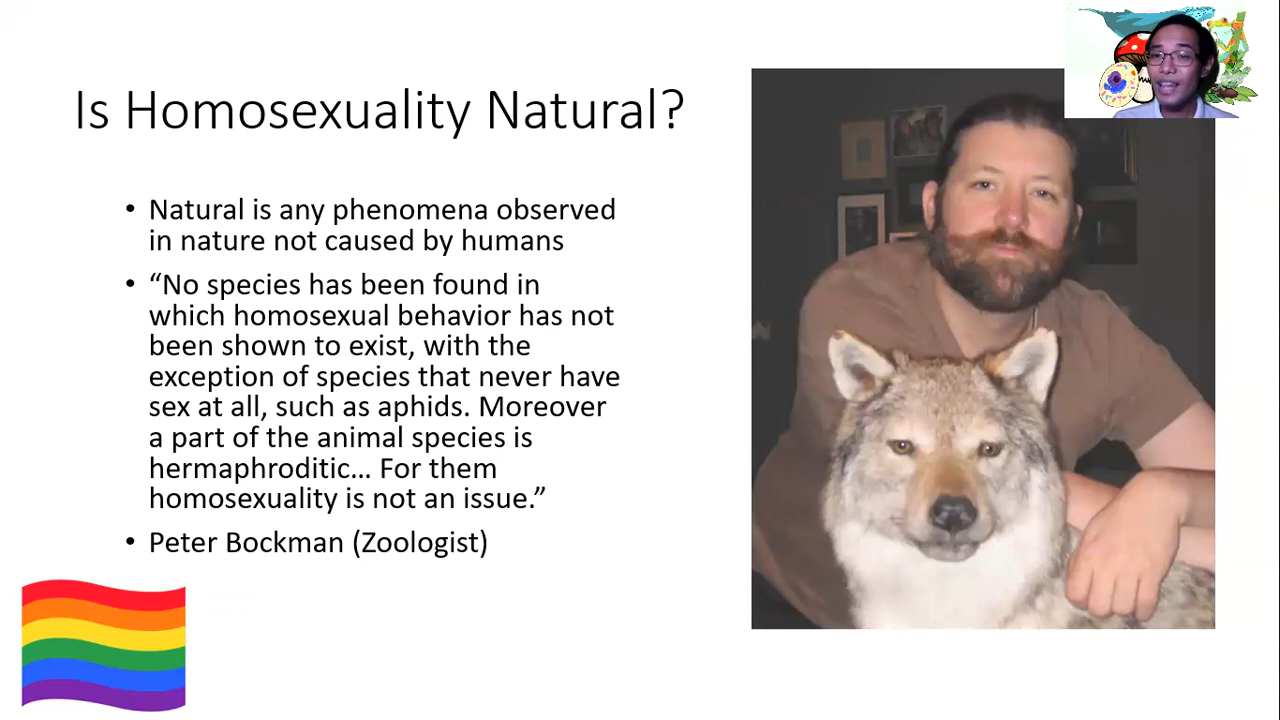 Is Homosexuality Natural?
• Natural is any phenomena observed
in nature not caused by humans
• “No species has been found in
which homosexual behavior has not
been shown to exist, with the
exception of species that never have
sex at all, such as aphids. Moreover
a part of the animal species is
hermaphroditic... For them
homosexuality is not an issue.”
• Peter Bockman (Zoologist)